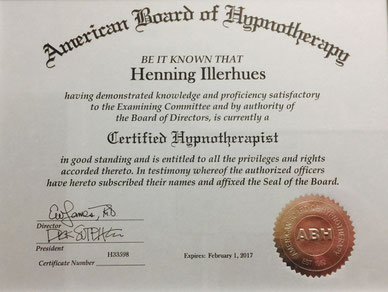 American Board of Hypnotherapy
BE IT KNOWN THAT
Henning Illerhues
having demonstrated knowledge and proficiency satisfactory
to the Examining Committee and by authority of
the Board of Directors, is currently a
Certified Hypnotherapist
in good standing and is entitled to all the privileges and rights
accorded thereto. In testimony whereof the authorized officers
have hereto subscribed their names and affixed the Seal of the Board.
Director
President
H33598
Certificate Number
Expires: February 1, 2017
ABH